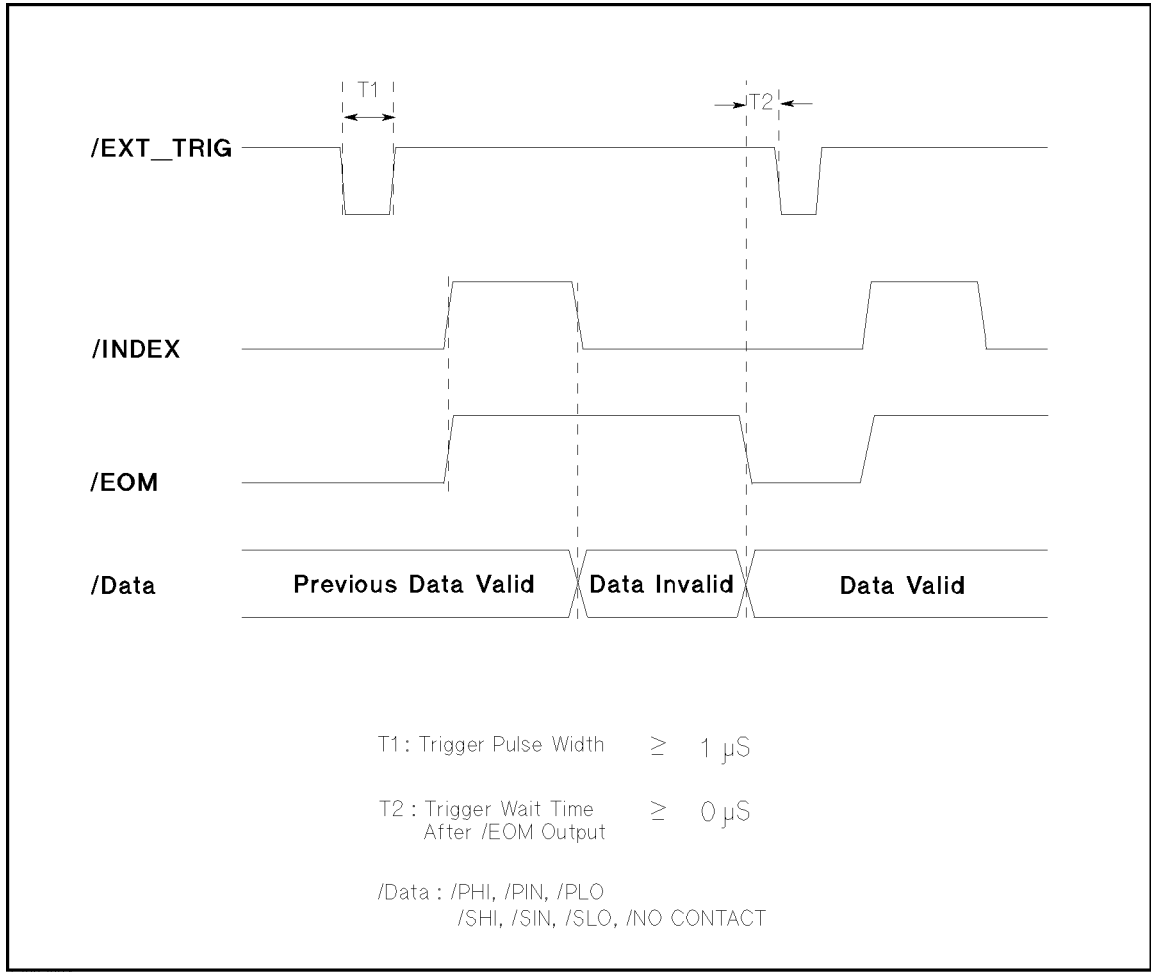 T1
T2
/EXT_TRIG
/INDEX
/EOM
/Data
Previous Data Valid
Data Invalid
Data Valid
T1 : Trigger Pulse Width ≥ 1 μS
T2 : Trigger Wait Time ≥ 0 μS
After /EOM Output
/Data : /PHI, /PIN, /PLO
/SHI, /SIN, /SLO, /NO CONTACT